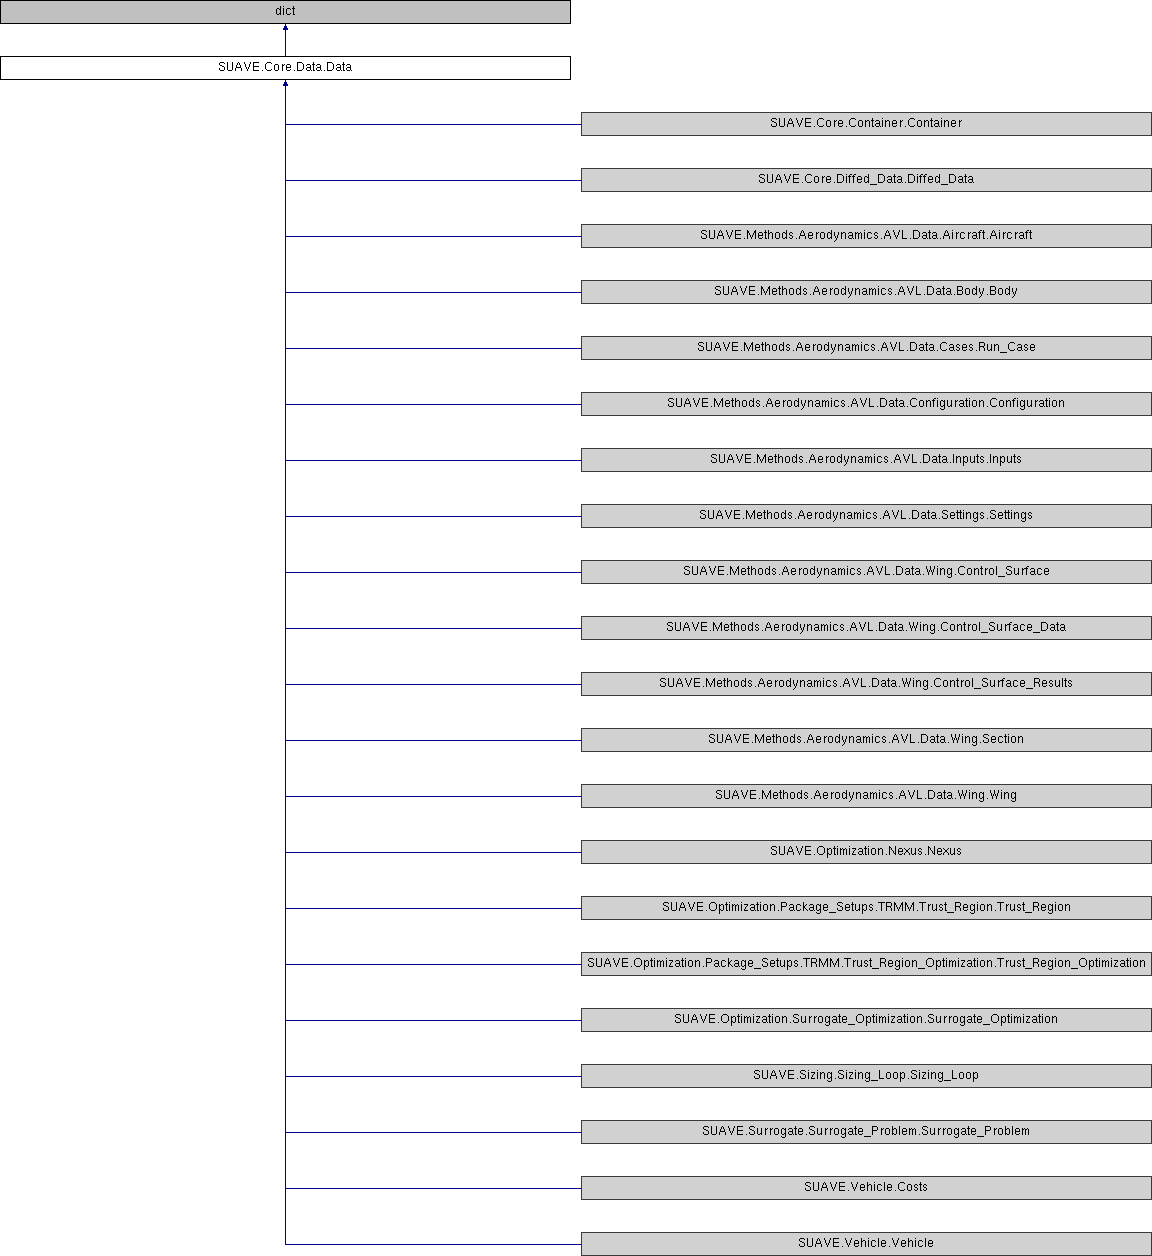 dict
SUAVE.Core.Data.Data
SUAVE.Core.Container.Container
SUAVE.Core.Diffed_Data.Diffed_Data
SUAVE.Methods.Aerodynamics.AVL.Data.Aircraft.Aircraft
SUAVE.Methods.Aerodynamics.AVL.Data.Body.Body
SUAVE.Methods.Aerodynamics.AVL.Data.Cases.Run_Case
SUAVE.Methods.Aerodynamics.AVL.Data.Configuration.Configuration
SUAVE.Methods.Aerodynamics.AVL.Data.Inputs.Inputs
SUAVE.Methods.Aerodynamics.AVL.Data.Settings.Settings
SUAVE.Methods.Aerodynamics.AVL.Data.Wing.Control_Surface
SUAVE.Methods.Aerodynamics.AVL.Data.Wing.Control_Surface_Data
SUAVE.Methods.Aerodynamics.AVL.Data.Wing.Control_Surface_Results
SUAVE.Methods.Aerodynamics.AVL.Data.Wing.Section
SUAVE.Methods.Aerodynamics.AVL.Data.Wing.Wing
SUAVE.Optimization.Nexus.Nexus
SUAVE.Optimization.Package_Setups.TRMM.Trust_Region.Trust_Region
SUAVE.Optimization.Package_Setups.TRMM.Trust_Region_Optimization.Trust_Region_Optimization
SUAVE.Optimization.Surrogate_Optimization.Surrogate_Optimization
SUAVE.Sizing.Sizing_Loop.Sizing_Loop
SUAVE.Surrogate.Surrogate_Problem.Surrogate_Problem
SUAVE.Vehicle.Costs
SUAVE.Vehicle.Vehicle